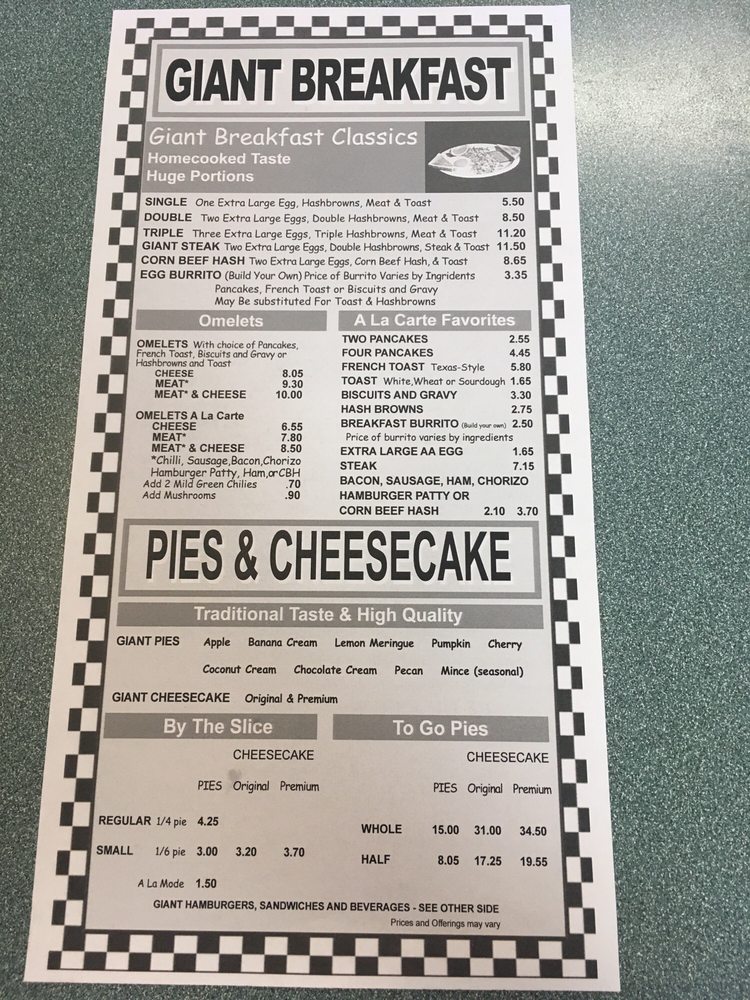 GIANT BREAKFAST
Giant Breakfast Classics
Homecooked Taste
Huge Portions
SINGLE One Extra Large Egg, Hashbrowns, Meat & Toast 5.50
DOUBLE Two Extra Large Eggs, Double Hashbrowns, Meat & Toast 8.50
TRIPLE Three Extra Large Eggs, Triple Hashbrowns, Meat & Toast 11.20
GIANT STEAK Two Extra Large Eggs, Double Hashbrowns, Steak & Toast 11.50
CORN BEEF HASH Two Extra Large Eggs, Corn Beef Hash, & Toast 8.65
EGG BURRITO (Build Your Own) Price of Burrito Varies by Ingridents 3.35
Pancakes, French Toast or Biscuits and Gravy
May Be substituted For Toast & Hashbrowns
Omelets
OMELETS With choice of Pancakes,
French Toast, Biscuits and Gravy or
Hashbrowns and Toast
CHEESE 8.05
MEAT* 9.30
MEAT* & CHEESE 10.00
OMELETS A La Carte
CHEESE 6.55
MEAT* 7.80
MEAT* & CHEESE 8.50
*Chilli, Sausage,Bacon,Chorizo
Hamburger Patty, Ham,orCBH
Add 2 Mild Green Chilies .70
Add Mushrooms .90
A La Carte Favorites
TWO PANCAKES 2.55
FOUR PANCAKES 4.45
FRENCH TOAST Texas-Style 5.80
TOAST White,Wheat or Sourdough 1.65
BISCUITS AND GRAVY 3.30
HASH BROWNS 2.75
BREAKFAST BURRITO (Build your own) 2.50
Price of burrito varies by ingredients
EXTRA LARGE AA EGG 1.65
STEAK 7.15
BACON, SAUSAGE, HAM, CHORIZO
HAMBURGER PATTY OR
CORN BEEF HASH 2.10 3.70
PIES & CHEESECAKE
Traditional Taste & High Quality
GIANT PIES Apple Banana Cream Lemon Meringue Pumpkin Cherry
Coconut Cream Chocolate Cream Pecan Mince (seasonal)
GIANT CHEESECAKE Original & Premium
By The Slice
CHEESECAKE
PIES Original Premium
REGULAR 1/4 pie 4.25
SMALL 1/6 pie 3.00 3.20 3.70
A La Mode 1.50
To Go Pies
CHEESECAKE
PIES Original Premium
WHOLE 15.00 31.00 34.50
HALF 8.05 17.25 19.55
GIANT HAMBURGERS, SANDWICHES AND BEVERAGES - SEE OTHER SIDE
Prices and Offerings may vary